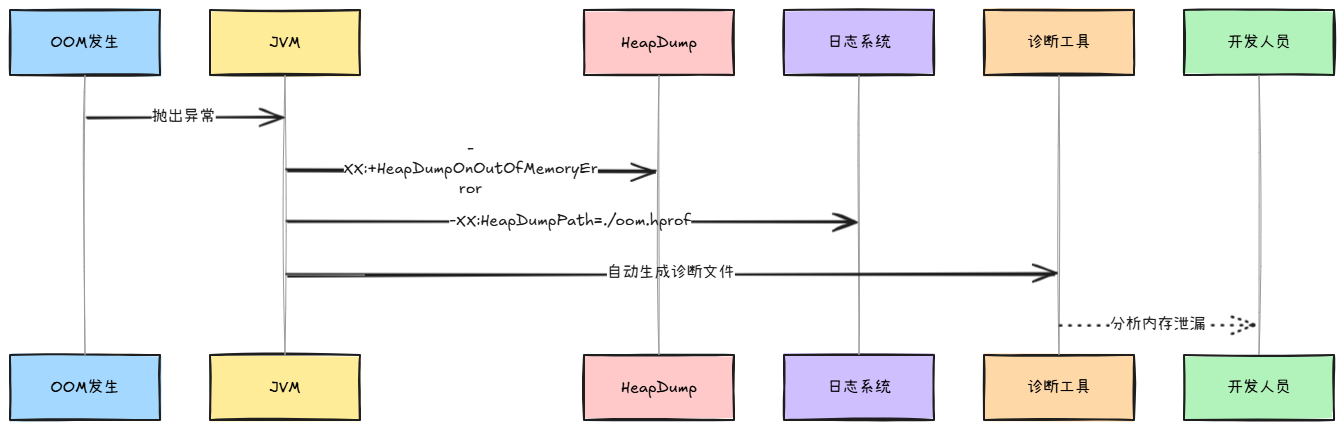 OOM发生
JVM
HeapDump
日志系统
诊断工具
开发人员
抛出异常
-
XX:+HeapDumpOnOutOfMemoryEr
ror
-XX:HeapDumpPath=./oom.hprof
自动生成诊断文件
分析内存泄漏
OOM发生
JVM
HeapDump
日志系统
诊断工具
开发人员